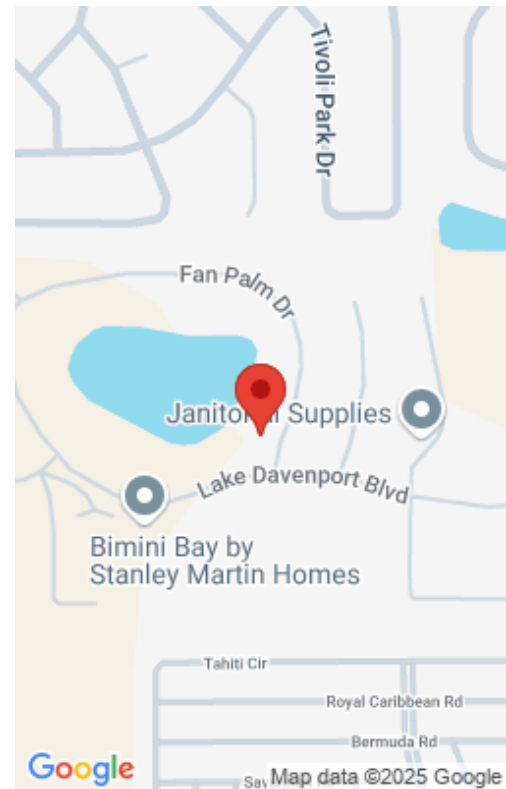 Tivoli Park Dr
Fan Palm Dr
Supplies
Lake Davenport Blvd
Bimini Bay by
Stanley Martin Homes
Tahiti Cir
Royal Caribbean Rd
Bermuda Rd
Google
Map data ©2025 Google